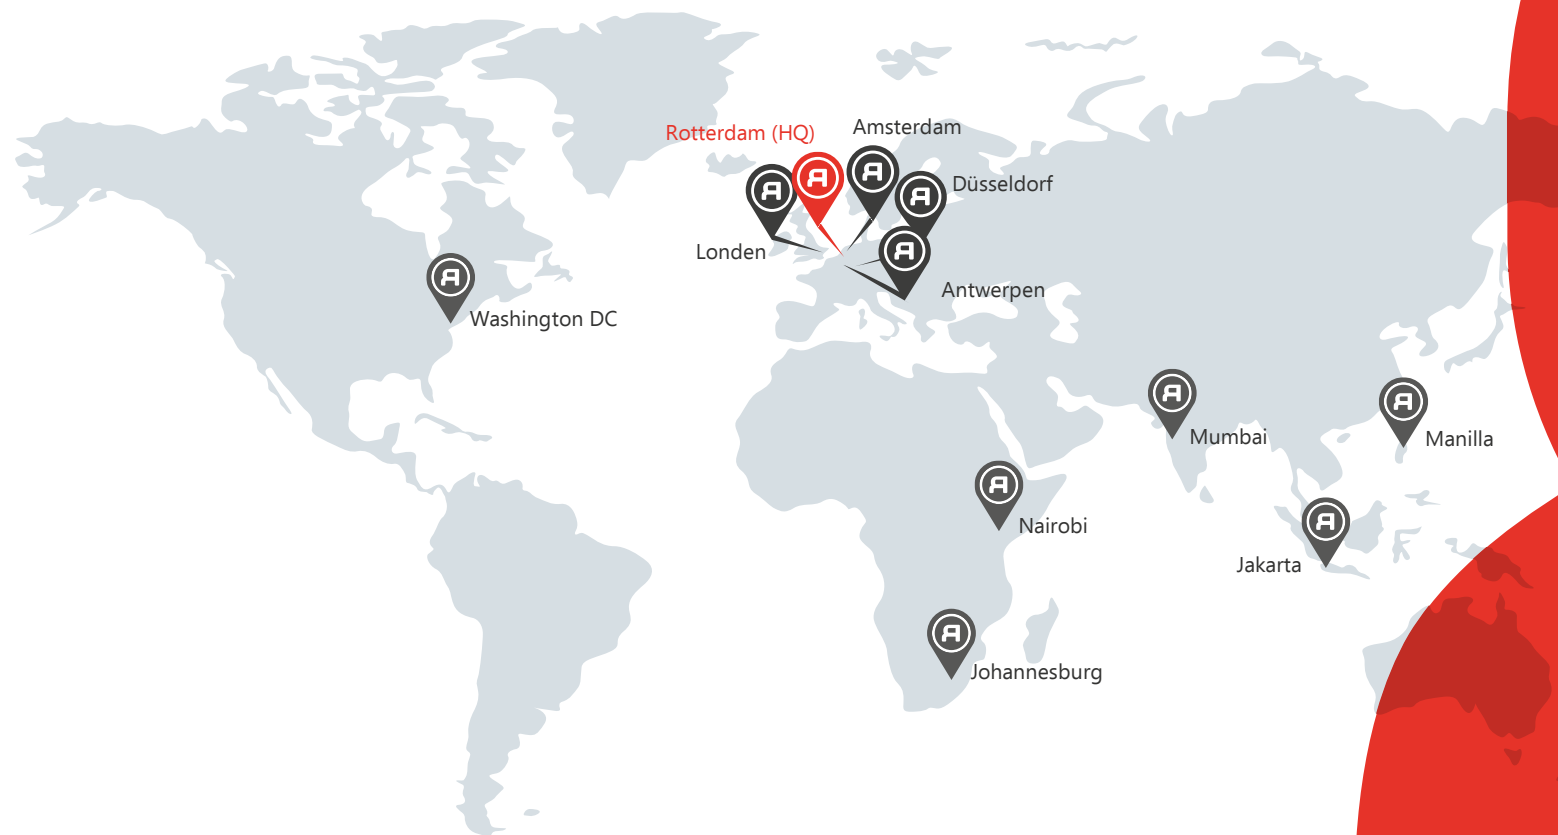 Amsterdam
Rotterdam (HQ)
Düsseldorf
Londen
Antwerpen
Washington DC
Mumbai
Manilla
Nairobi
Jakarta
Johannesburg